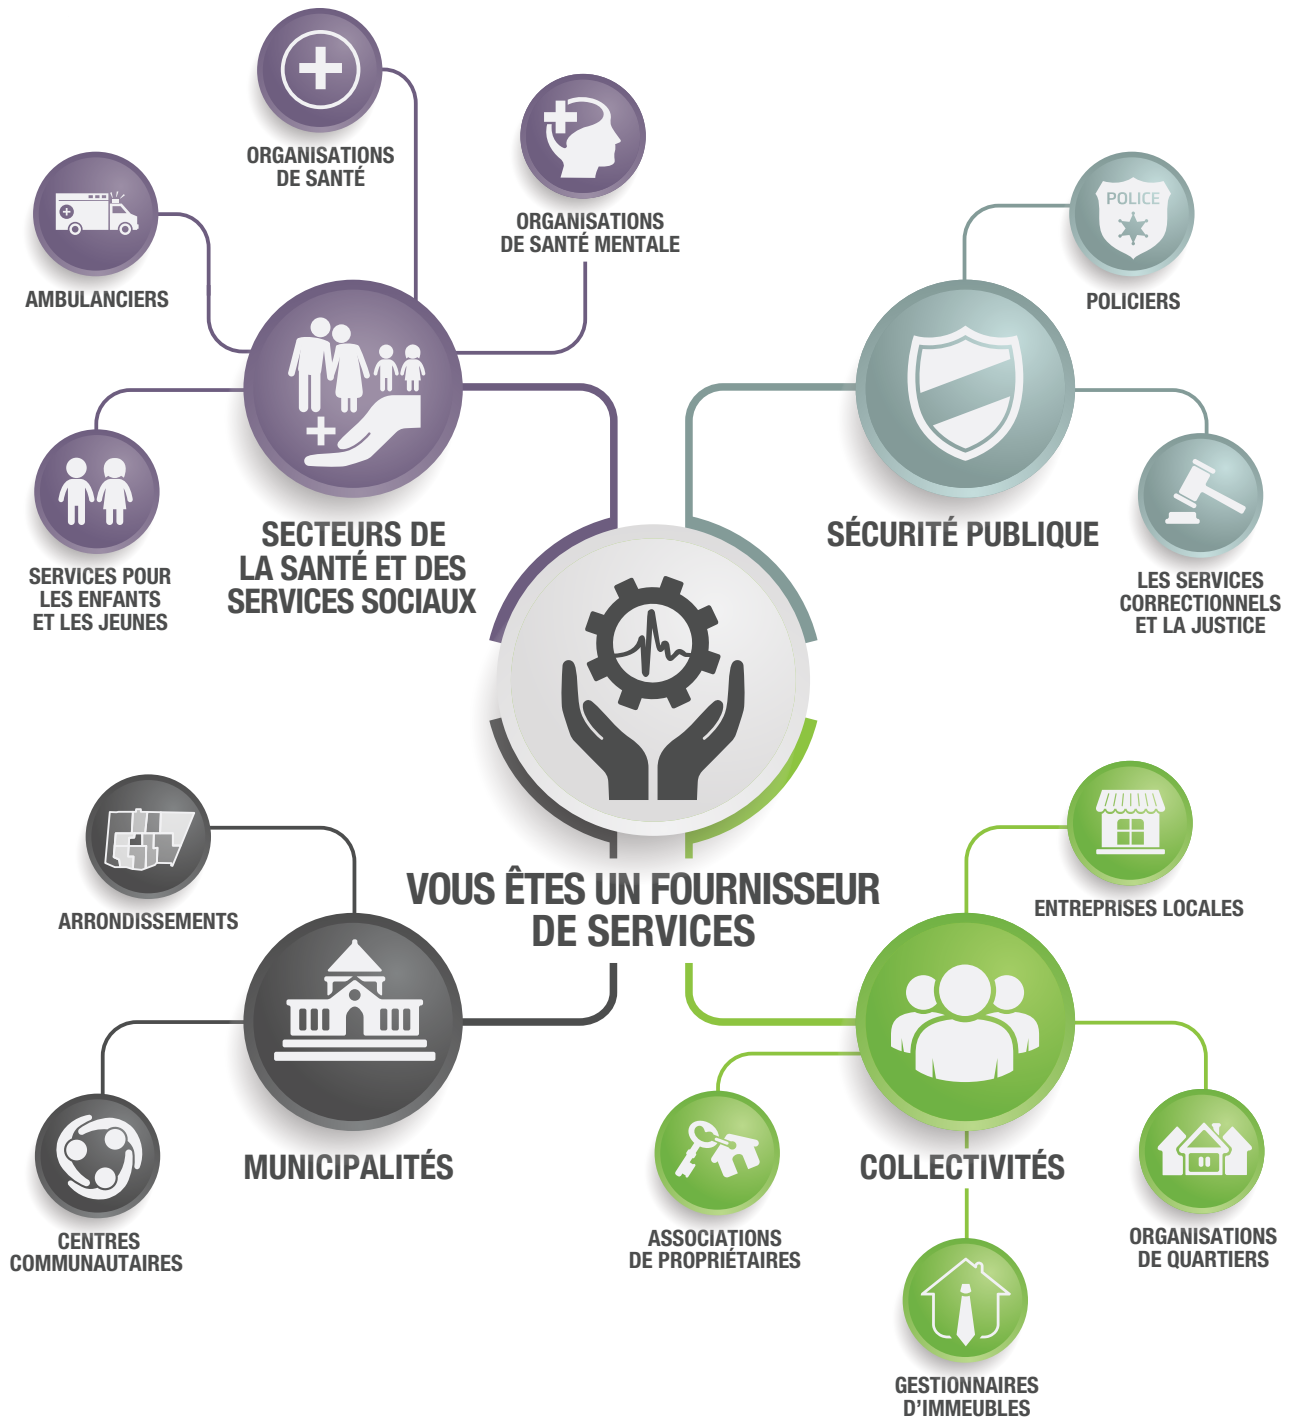 ORGANISATIONS
DE SANTÉ
ORGANISATIONS
DE SANTÉ MENTALE
AMBULANCIERS
SERVICES POUR
LES ENFANTS
ET LES JEUNES
SECTEURS DE
LA SANTÉ ET DES
SERVICES SOCIAUX
POLICE
POLICIERS
SÉCURITÉ PUBLIQUE
LES SERVICES
CORRECTIONNELS
ET LA JUSTICE
VOUS ÊTES UN FOURNISSEUR
DE SERVICES
ARRONDISSEMENTS
MUNICIPALITÉS
CENTRES
COMMUNAUTAIRES
ENTREPRISES LOCALES
COLLECTIVITÉS
ASSOCIATIONS
DE PROPRIÉTAIRES
ORGANISATIONS
DE QUARTIERS
GESTIONNAIRES
D'IMMEUBLES